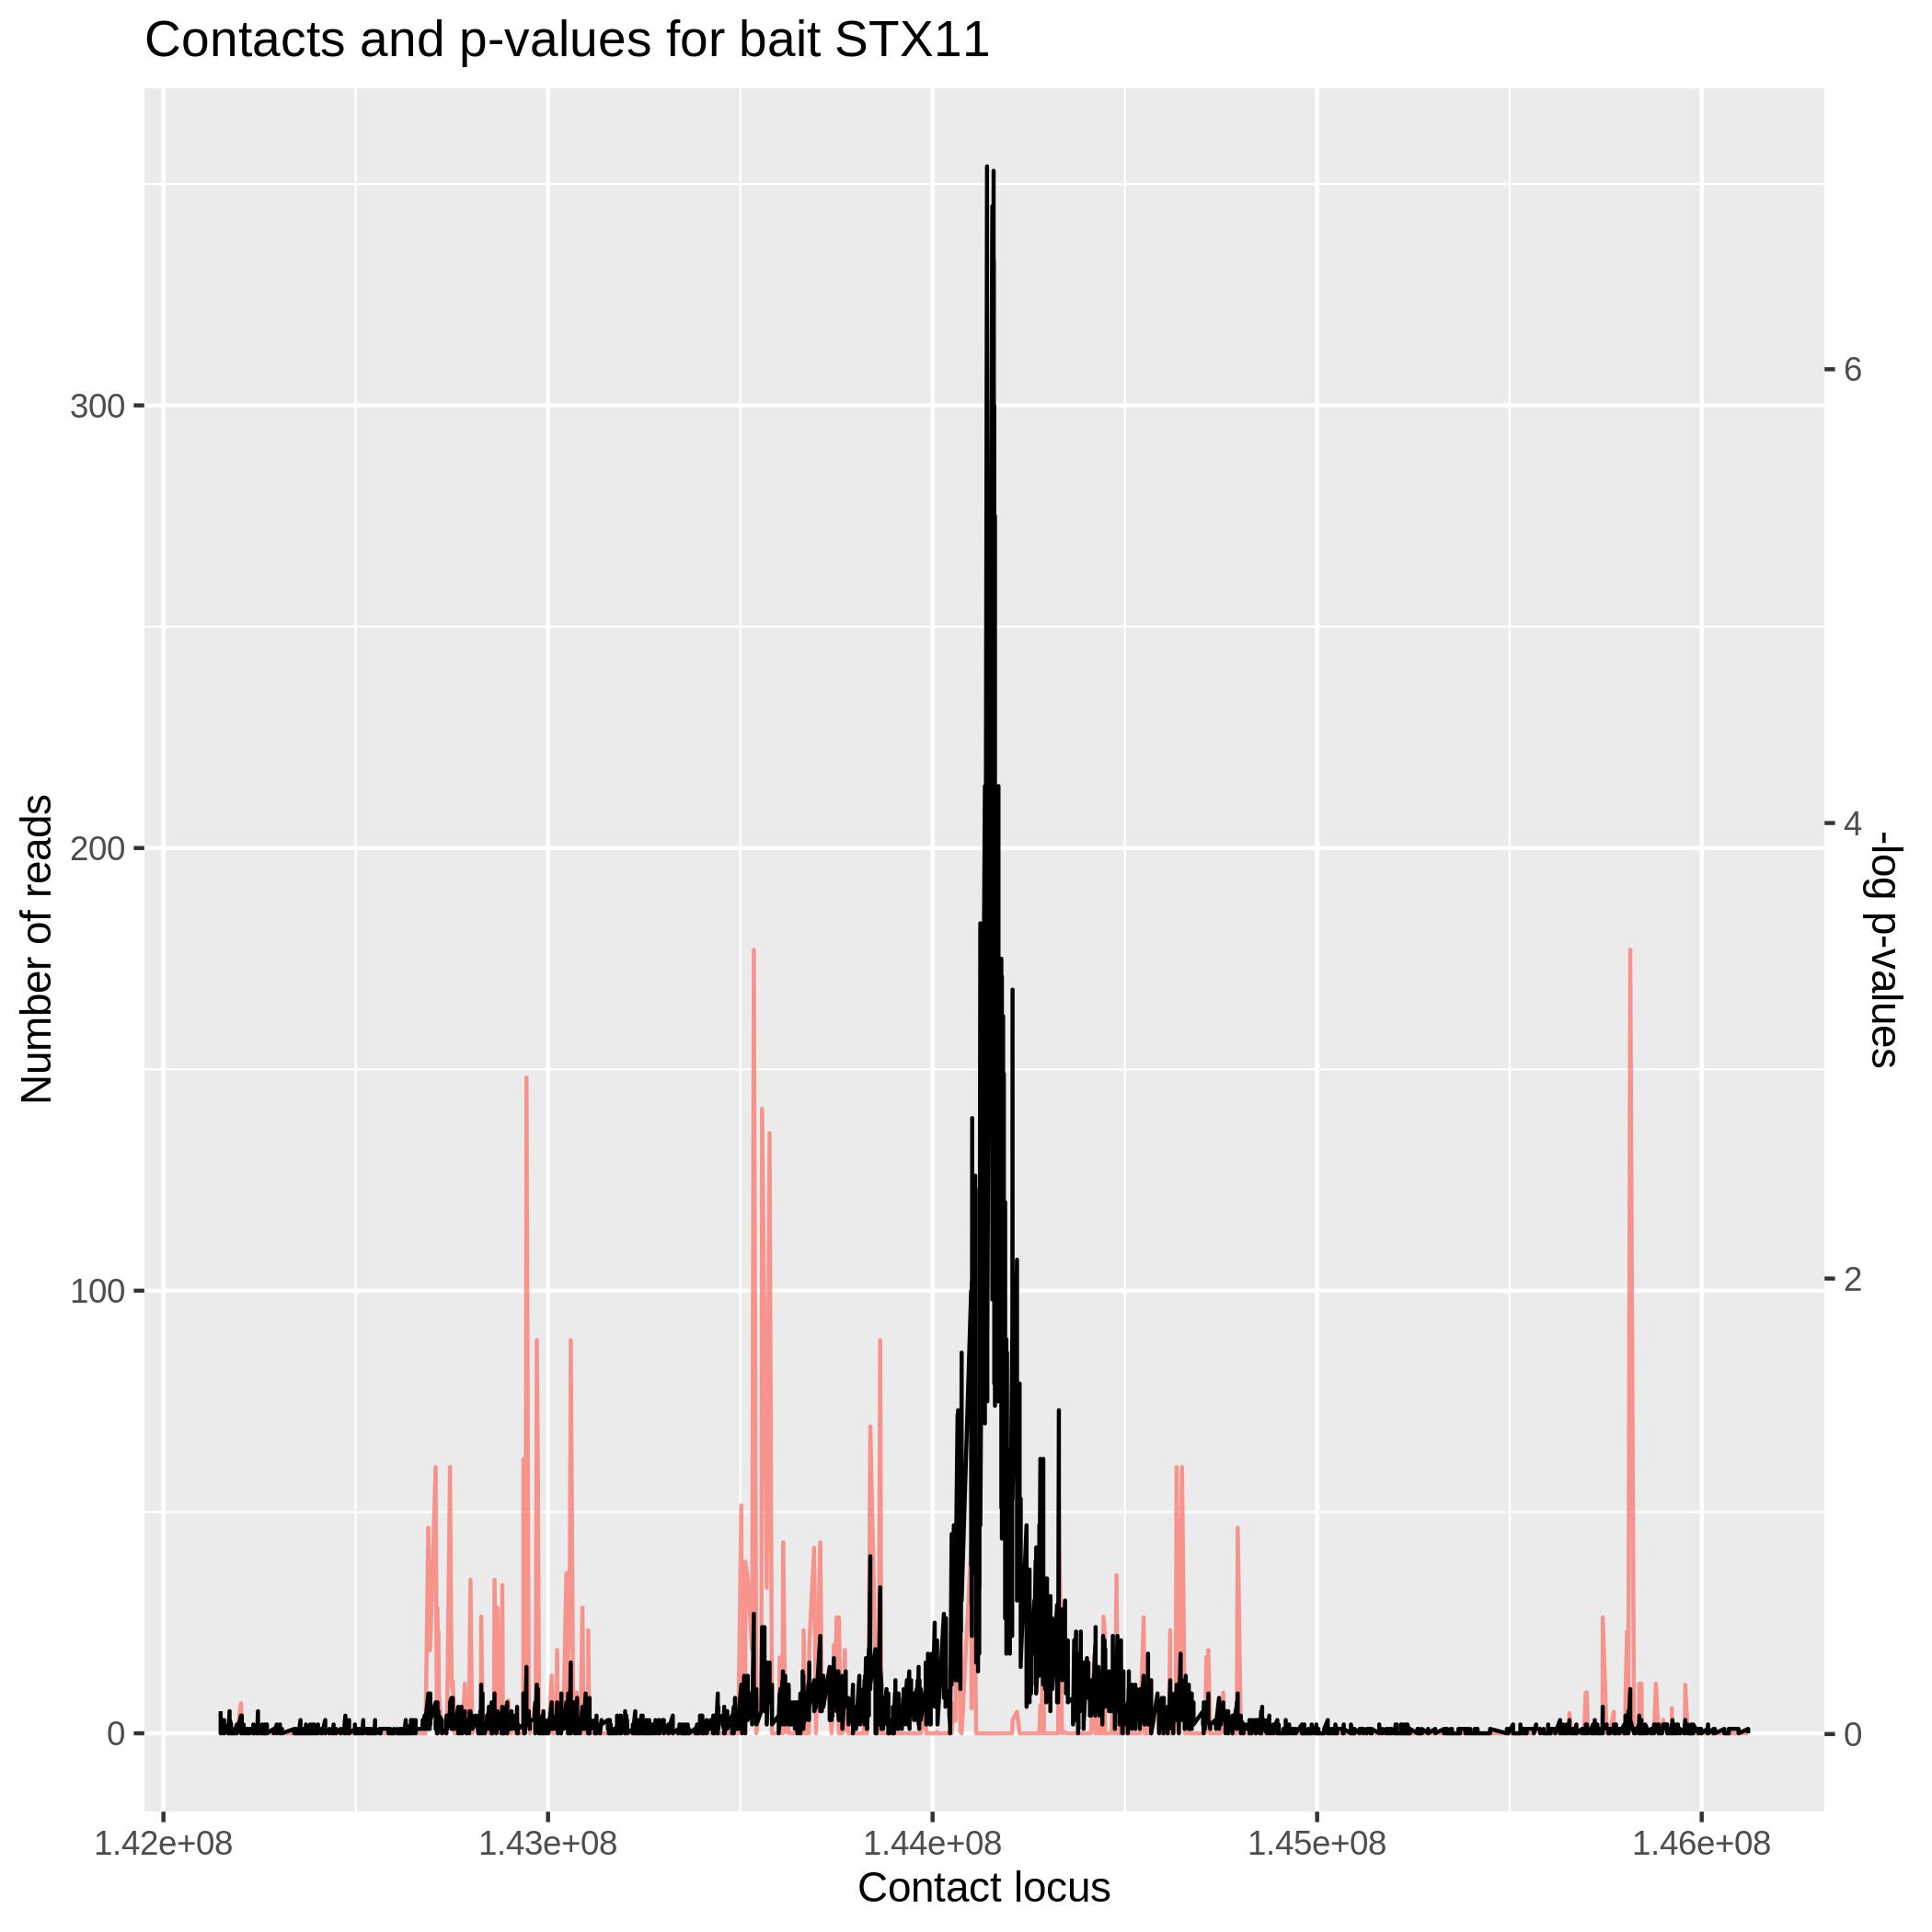 Contacts and p-values for bait STX11
300
200
100
0
Number of reads
6
4
2
0
-log p-values
1.42e+08 1.43e+08 1.44e+08 1.45e+08 1.46e+08
Contact locus